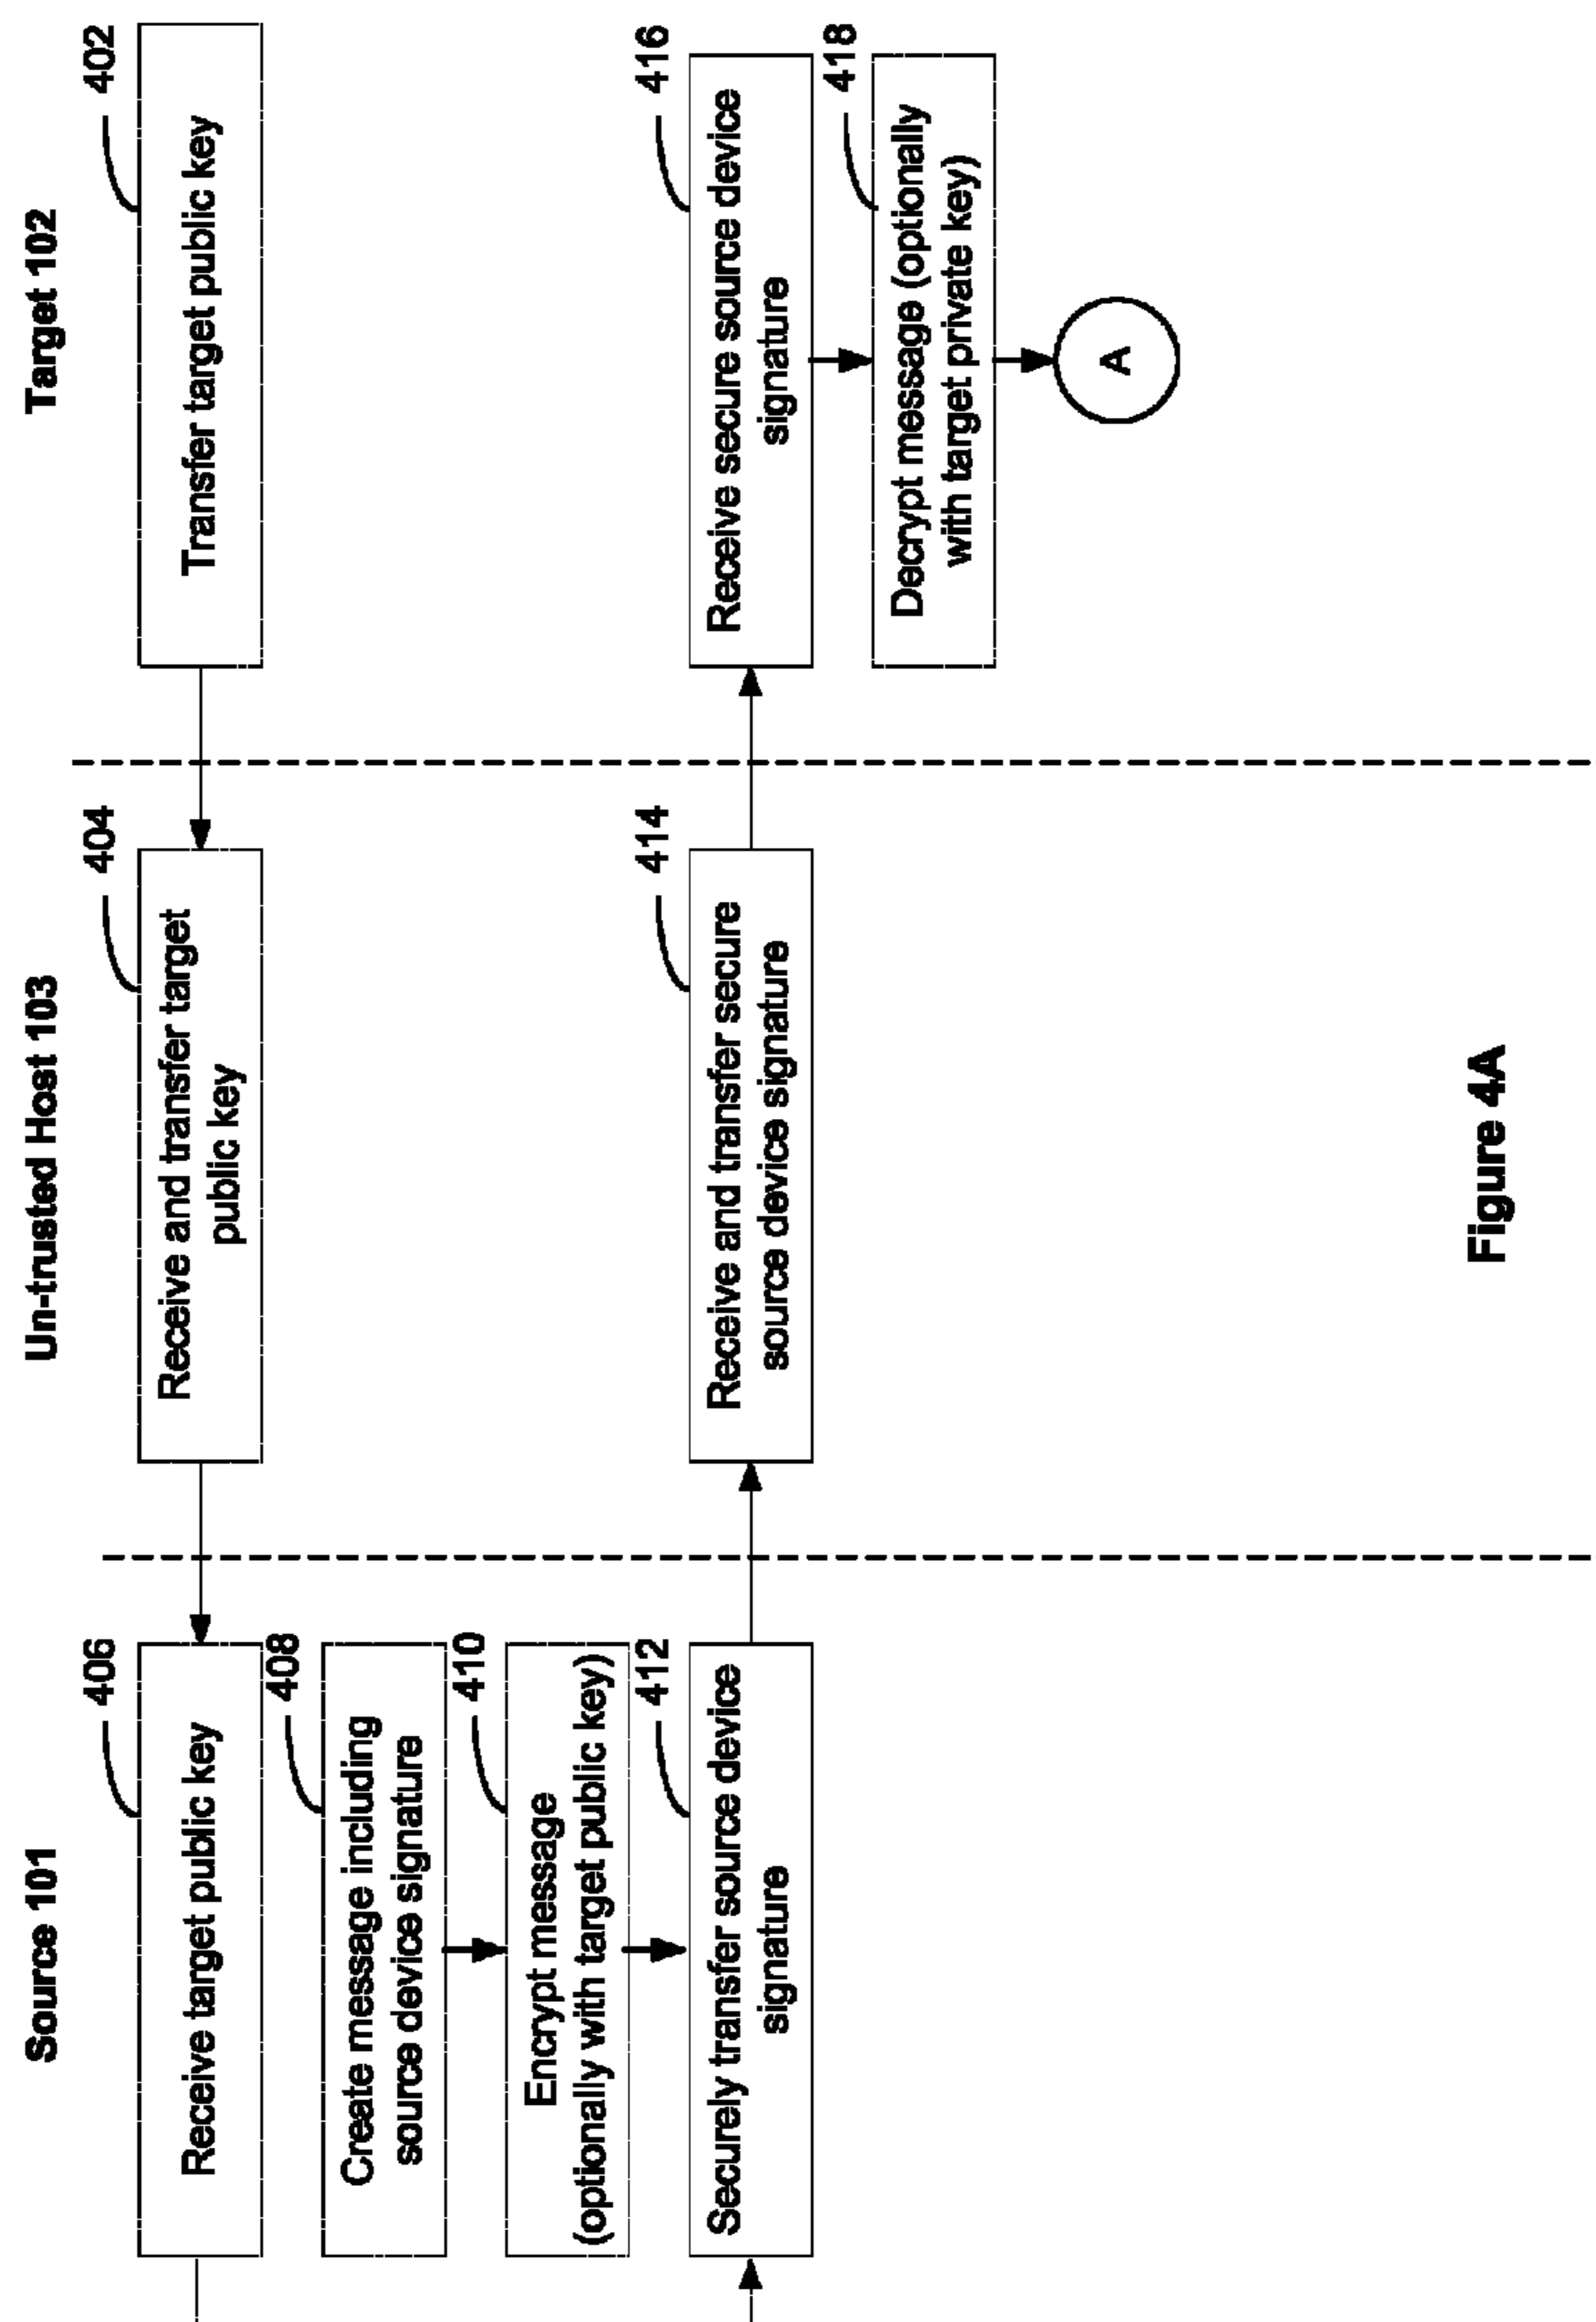 Source 101
Un-trusted Host 103
Target 102
406
Receive target public key
404
Receive and transfer target
public key
402
Transfer target public key
408
Create message including
source device signature
410
Encrypt message
(optionally with target public key)
412
Securely transfer source device
signature
414
Receive and transfer secure
source device signature
416
Receive secure source device
signature
418
Decrypt message (optionally
with target private key)
A
Figure 4A